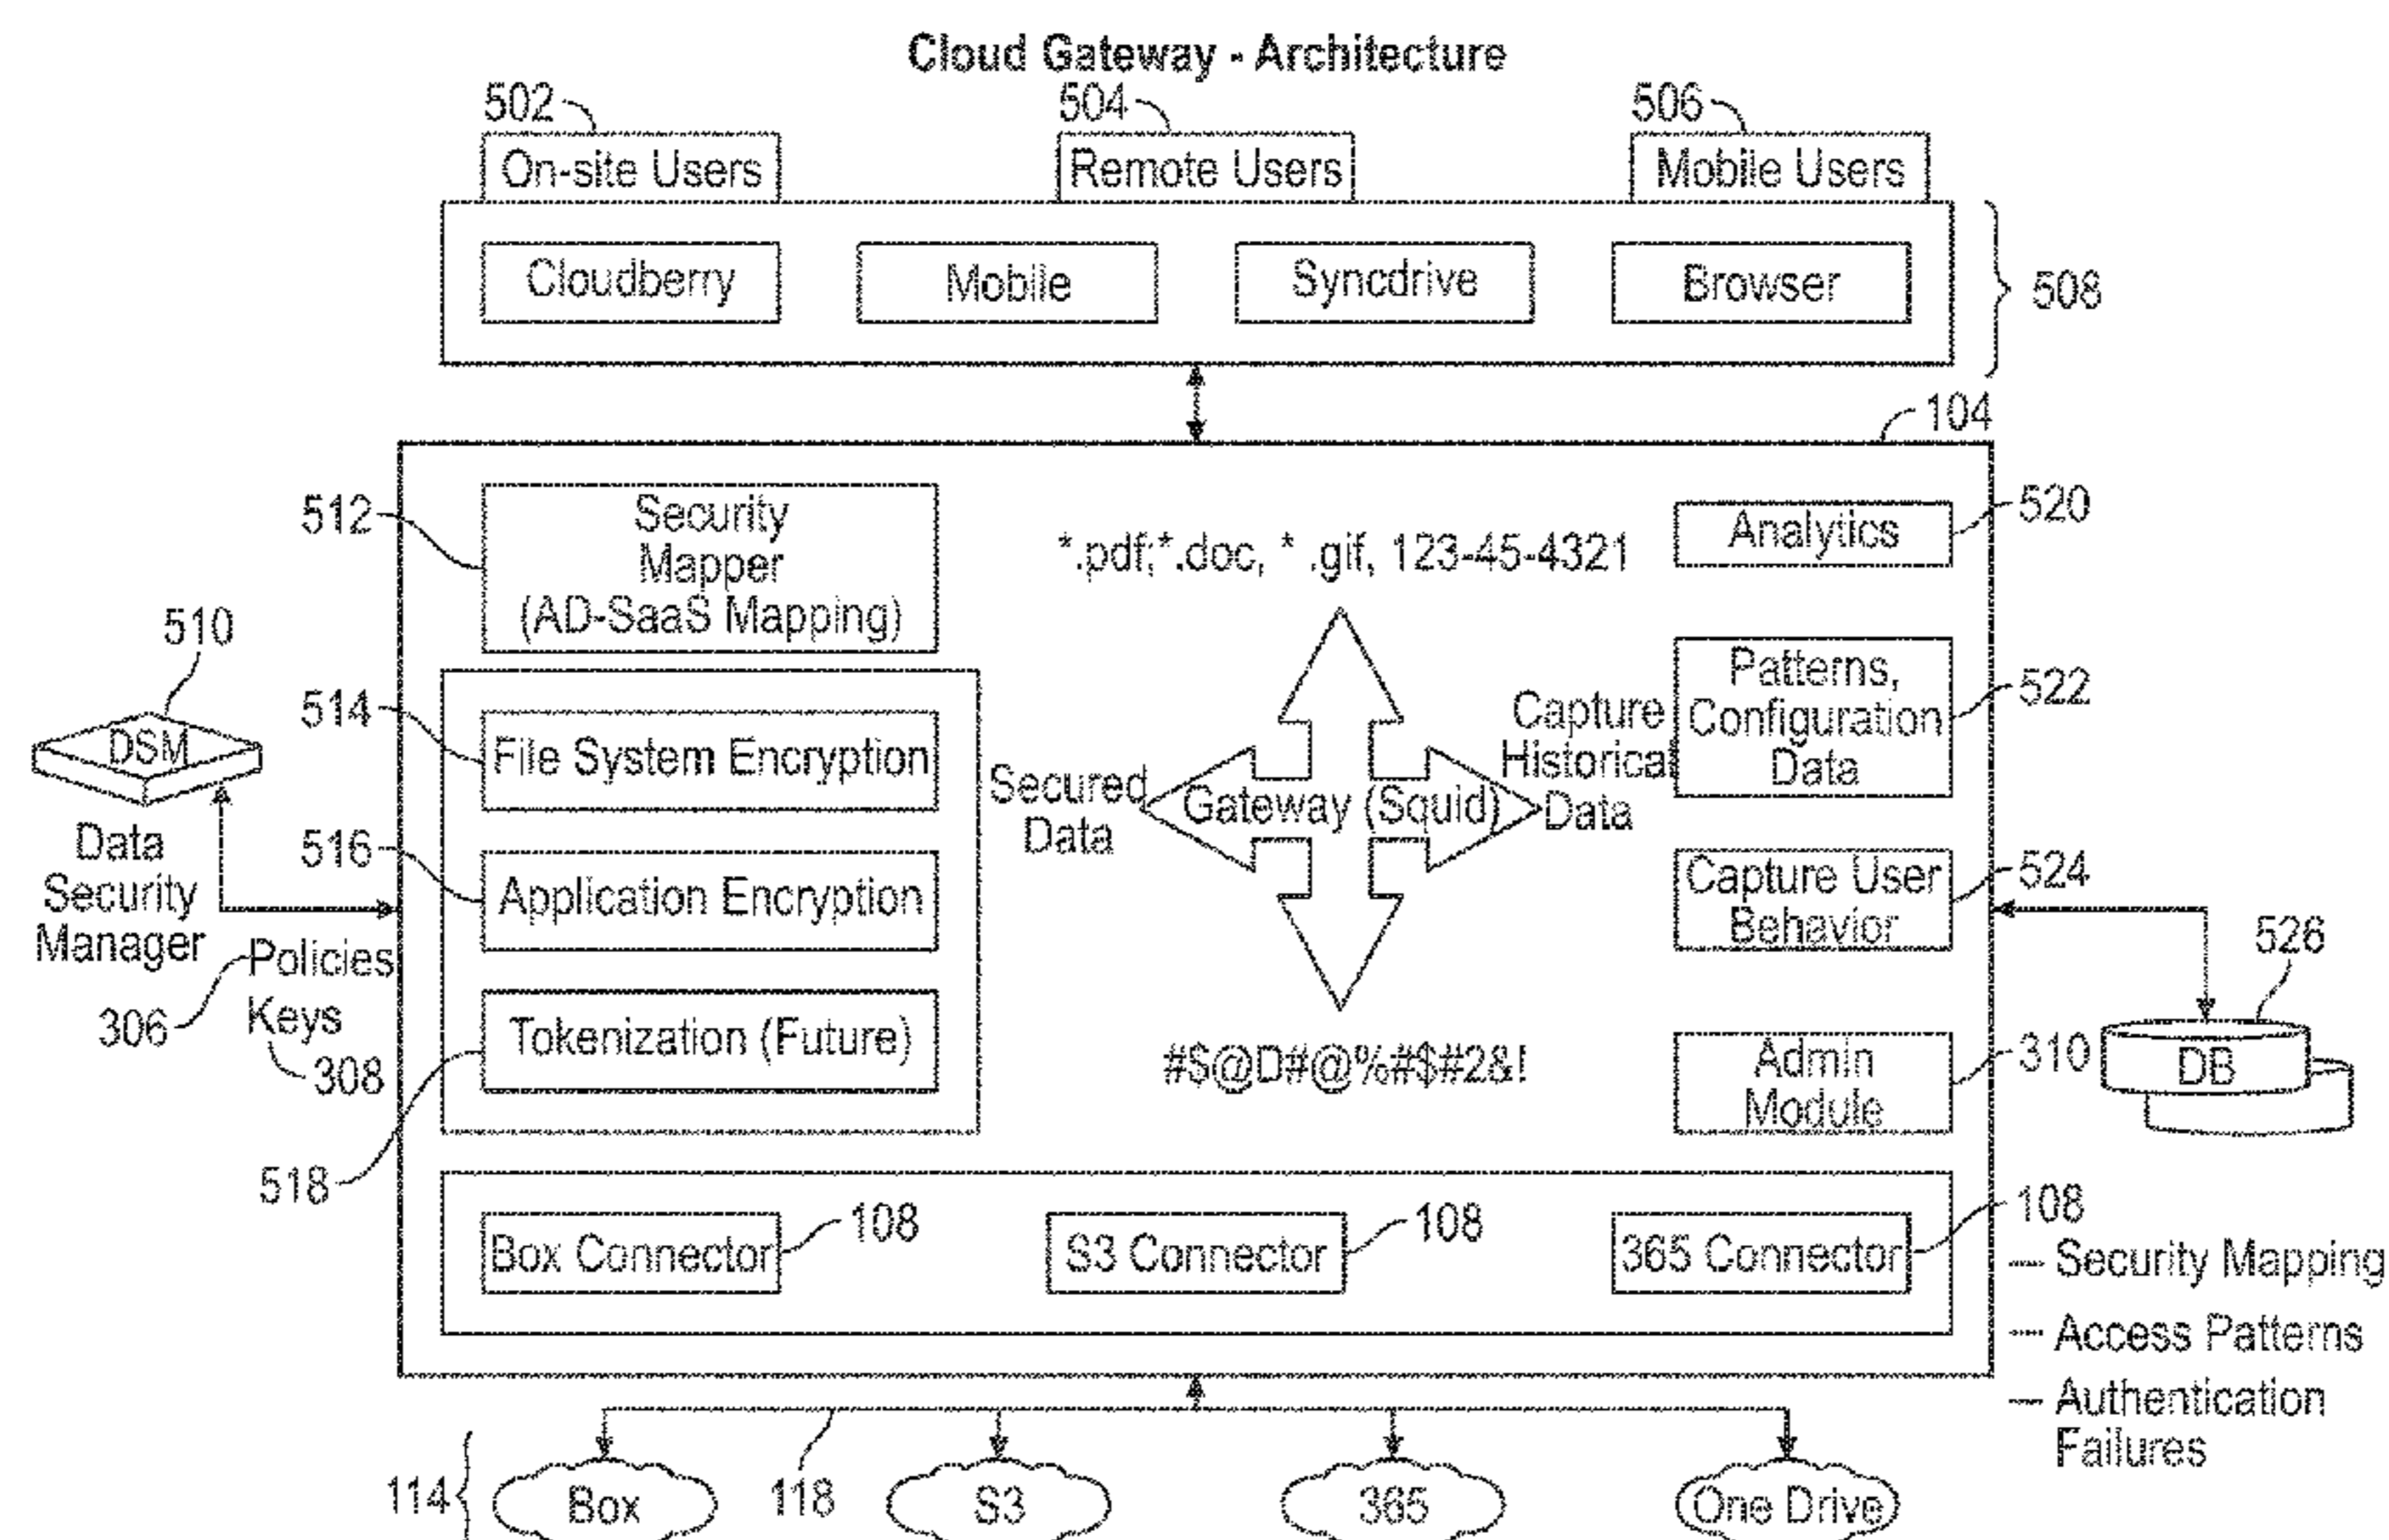 Cloud Gateway - Architecture
502
504
506
On-site Users
Remote Users
Mobile Users
Cloudberry
Mobile
Syncdrive
Browser
508
104
512
Security
Mapper
(AD-SaaS Mapping)
*.pdf;*.doc, * .gif, 123-45-4321
Analytics
520
510
DSM
Data
Security
Manager
306
Policies
Keys
308
514
File System Encryption
516
Application Encryption
Tokenization (Future)
518
Secured
Data
Gateway (Squid)
Capture
Historical
Data
Patterns,
Configuration
Data
522
Capture User
Behavior
524
#$@D#@%#$#2&!
Admin
Module
310
526
DB
Box Connector
108
S3 Connector
108
365 Connector
108
— Security Mapping
— Access Patterns
— Authentication
Failures
114
118
Box
S3
365
One Drive